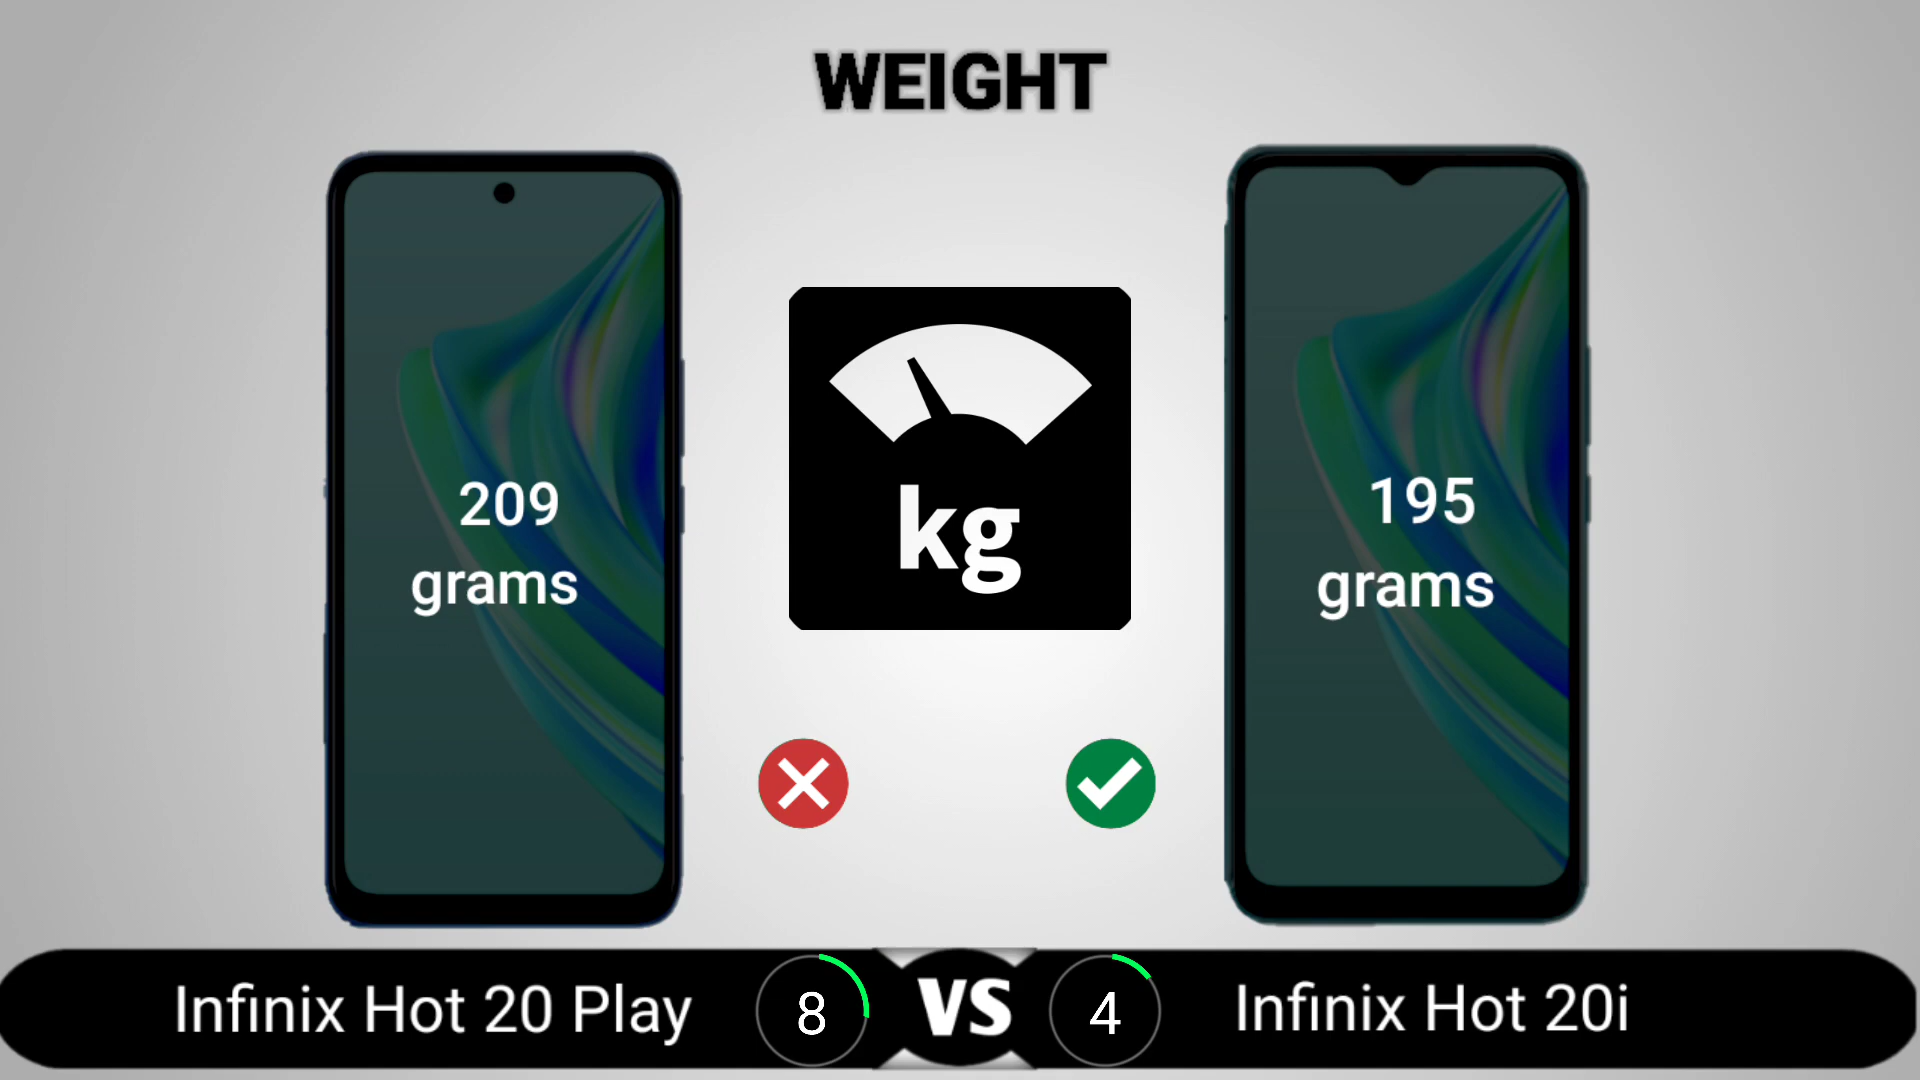 WEIGHT
209
grams
kg
195
grams
Infinix Hot 20 Play
8
VS
4
Infinix Hot 20i